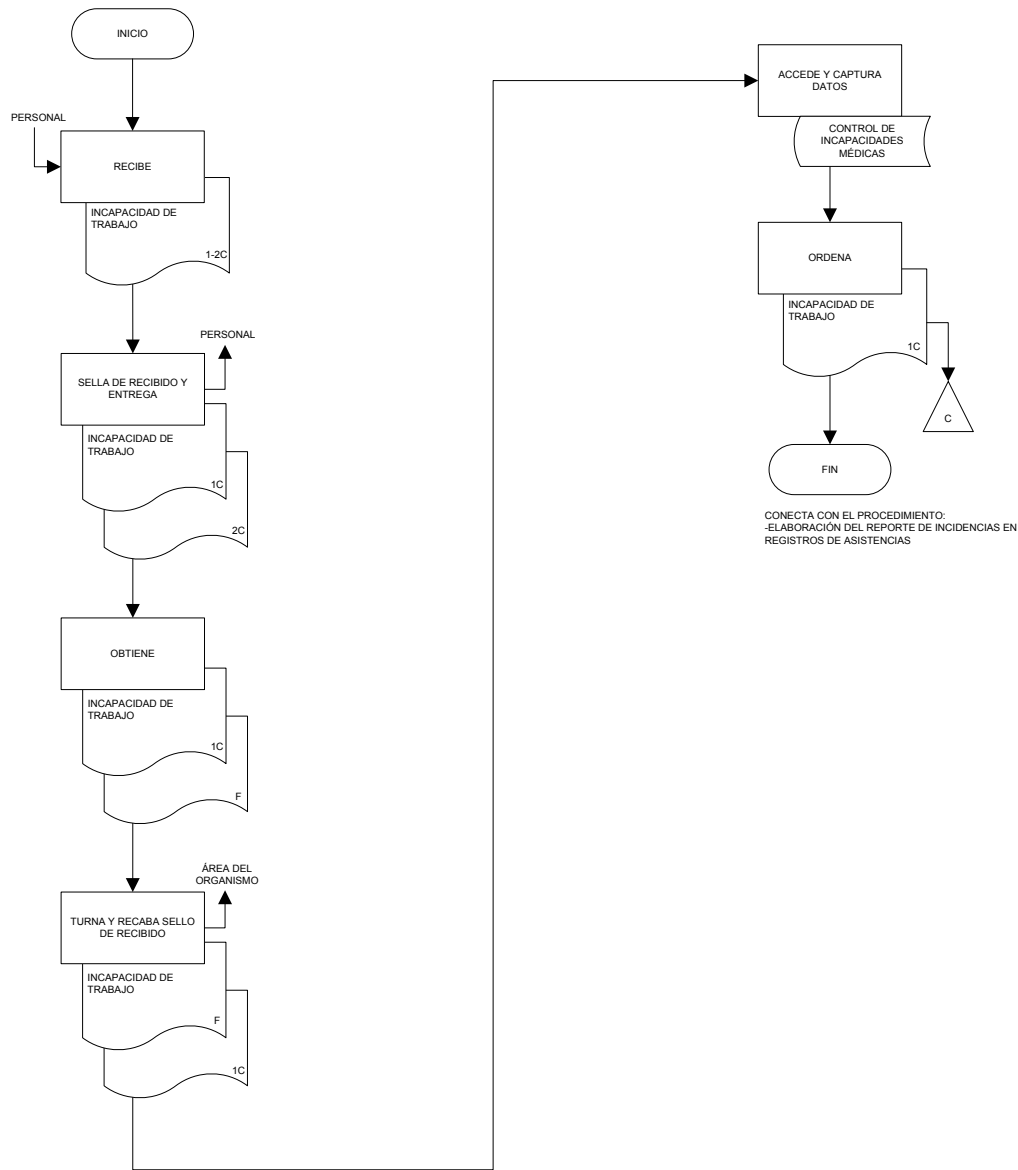 INICIO
PERSONAL
RECIBE
INCAPACIDAD DE
TRABAJO
1-2C
PERSONAL
SELLA DE RECIBIDO Y
ENTREGA
INCAPACIDAD DE
TRABAJO
1C
2C
OBTIENE
INCAPACIDAD DE
TRABAJO
1C
F
ÁREA DEL
ORGANISMO
TURNA Y RECABA SELLO
DE RECIBIDO
INCAPACIDAD DE
TRABAJO
F
1C
ACCEDE Y CAPTURA
DATOS
CONTROL DE
INCAPACIDADES
MÉDICAS
ORDENA
INCAPACIDAD DE
TRABAJO
1C
C
FIN
CONECTA CON EL PROCEDIMIENTO:
-ELABORACIÓN DEL REPORTE DE INCIDENCIAS EN
REGISTROS DE ASISTENCIAS